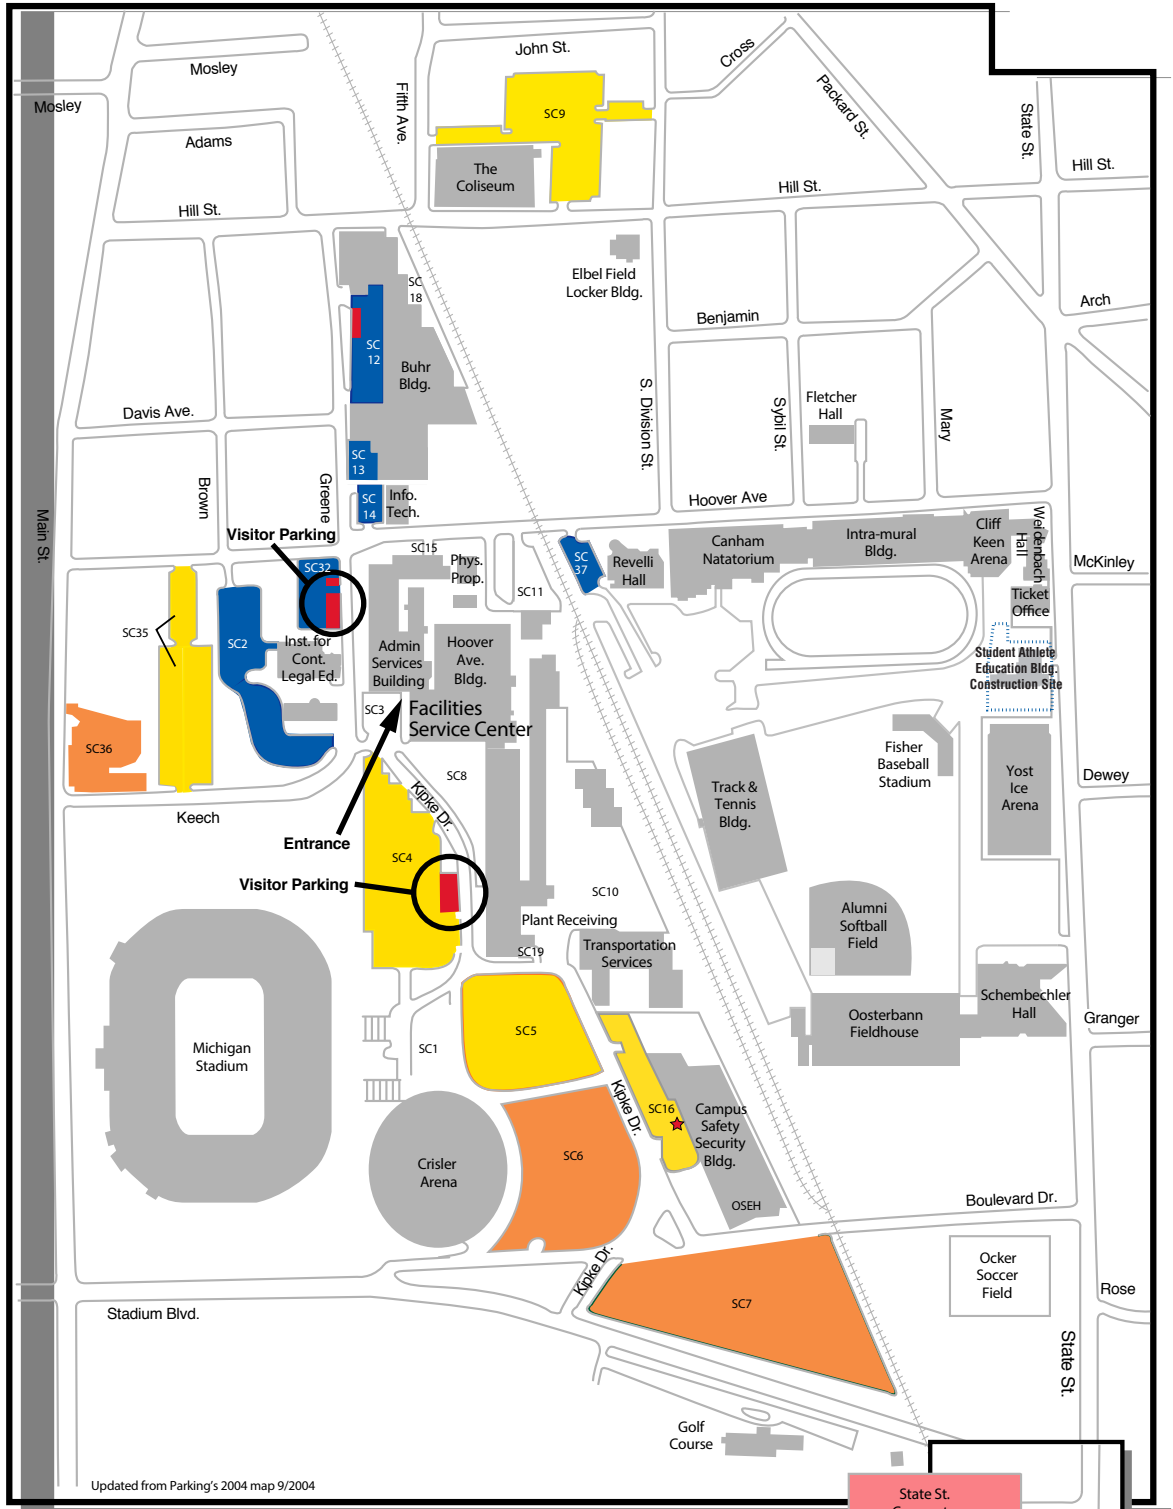 John St.
Cross
Mosley
Mosley
Fifth Ave.
Packard St.
State St.
SC9
Adams
The
Coliseum
Hill St.
Hill St.
Hill St.
Elbel Field
Locker Bldg.
SC
18
Arch
Benjamin
SC
12
Buhr
Bldg.
Davis Ave.
S. Division St.
Sybil St.
Fletcher
Hall
Mary
SC
13
Brown
Greene
Info.
Tech.
SC
14
Hoover Ave
Main St.
Visitor Parking
SC15
Phys.
Prop.
SC
37
Revelli
Hall
Canham
Natatorium
Intra-mural
Bldg.
Cliff
Keen
Arena
Weidenbach
Hall
McKinley
SC32
SC11
Ticket
Office
SC35
SC2
Inst. for
Cont.
Legal Ed.
Admin
Services
Building
Hoover
Ave.
Bldg.
Student Athlete
Education Bldg.
Construction Site
SC3
Facilities
Service Center
SC36
SC8
Fisher
Baseball
Stadium
Yost
Ice
Arena
Dewey
Track &
Tennis
Bldg.
Keech
Kipke Dr.
Entrance
SC4
Visitor Parking
SC10
Plant Receiving
Alumni
Softball
Field
SC19
Transportation
Services
Schembechler
Hall
Oosterbann
Fieldhouse
Granger
SC5
SC1
Michigan
Stadium
Kipke Dr.
SC16
Campus
Safety
Security
Bldg.
SC6
Crisler
Arena
OSEH
Boulevard Dr.
Kipke Dr.
Ocker
Soccer
Field
Rose
SC7
Stadium Blvd.
State St.
Golf
Course
Updated from Parking's 2004 map 9/2004
State St.